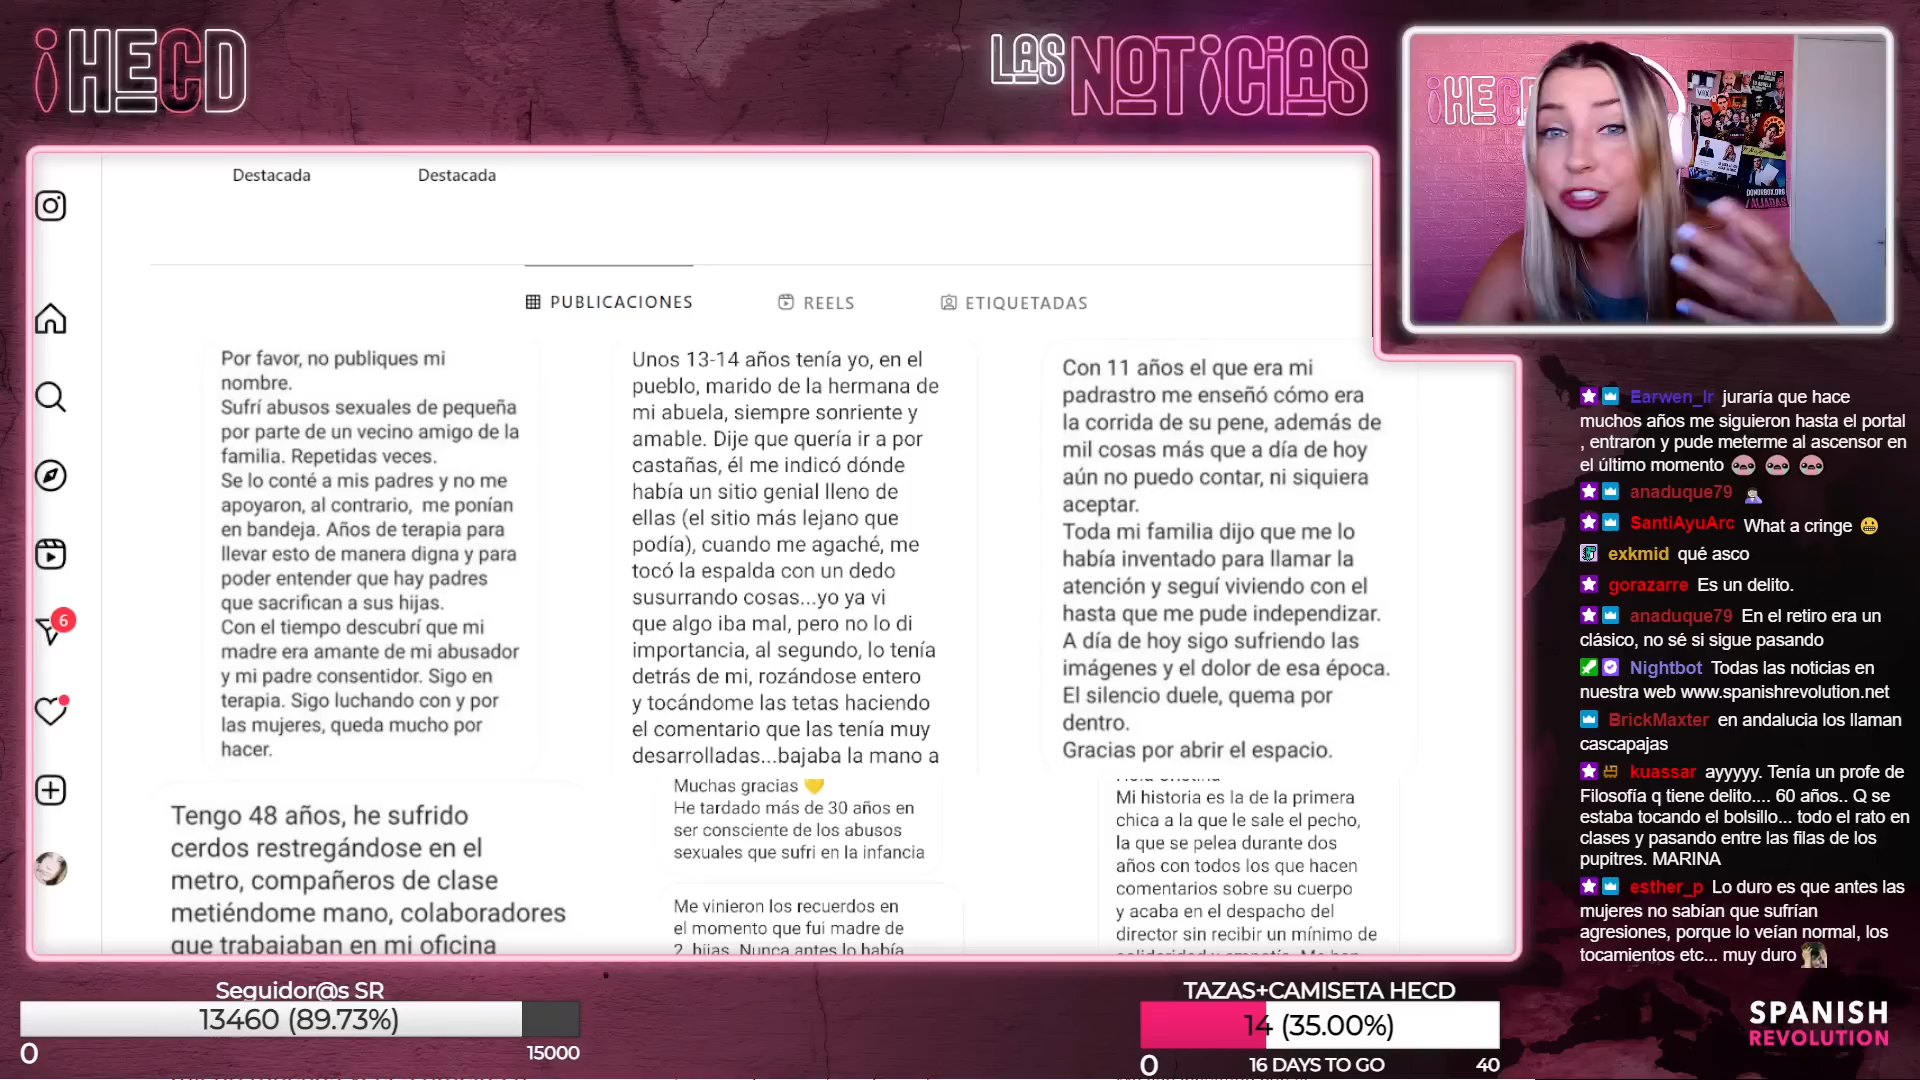 ¡HECD
LAS NOTICIAS
¡HECD
VOX
DONORBOX.ORG
/ALIADAS
Destacada
Destacada
PUBLICACIONES
REELS
ETIQUETADAS
6
Por favor, no publiques mi
nombre.
Sufrí abusos sexuales de pequeña
por parte de un vecino amigo de la
familia. Repetidas veces.
Se lo conté a mis padres y no me
apoyaron, al contrario, me ponían
en bandeja. Años de terapia para
llevar esto de manera digna y para
poder entender que hay padres
que sacrifican a sus hijas.
Con el tiempo descubrí que mi
madre era amante de mi abusador
y mi padre consentidor. Sigo en
terapia. Sigo luchando con y por
las mujeres, queda mucho por
hacer.
Unos 13-14 años tenía yo, en el
pueblo, marido de la hermana de
mi abuela, siempre sonriente y
amable. Dije que quería ir a por
castañas, él me indicó dónde
había un sitio genial lleno de
ellas (el sitio más lejano que
podía), cuando me agaché, me
tocó la espalda con un dedo
susurrando cosas...yo ya vi
que algo iba mal, pero no lo di
importancia, al segundo, lo tenía
detrás de mi, rozándose entero
y tocándome las tetas haciendo
el comentario que las tenía muy
desarrolladas...bajaba la mano a
Con 11 años el que era mi
padrastro me enseñó cómo era
la corrida de su pene, además de
mil cosas más que a día de hoy
aún no puedo contar, ni siquiera
aceptar.
Toda mi familia dijo que me lo
había inventado para llamar la
atención y seguí viviendo con el
hasta que me pude independizar.
A día de hoy sigo sufriendo las
imágenes y el dolor de esa época.
El silencio duele, quema por
dentro.
Gracias por abrir el espacio.
Tengo 48 años, he sufrido
cerdos restregándose en el
metro, compañeros de clase
metiéndome mano, colaboradores
que trabajaban en mi oficina
Muchas gracias 💛
He tardado más de 30 años en
ser consciente de los abusos
sexuales que sufri en la infancia
Me vinieron los recuerdos en
el momento que fui madre de
2 hijas. Nunca antes lo había
Mi historia es la de la primera
chica a la que le sale el pecho,
la que se pelea durante dos
años con todos los que hacen
comentarios sobre su cuerpo
y acaba en el despacho del
director sin recibir un mínimo de
Earwen_Ir juraría que hace
muchos años me siguieron hasta el portal
, entraron y pude meterme al ascensor en
el último momento
anaduque79
SantiAyuArc What a cringe 😬
exkmid qué asco
gorazarre Es un delito.
anaduque79 En el retiro era un
clásico, no sé si sigue pasando
Nightbot Todas las noticias en
nuestra web www.spanishrevolution.net
BrickMaxter en andalucia los llaman
cascapajas
kuassar ayyyyy. Tenía un profe de
Filosofía q tiene delito.... 60 años.. Q se
estaba tocando el bolsillo... todo el rato en
clases y pasando entre las filas de los
pupitres. MARINA
esther_p Lo duro es que antes las
mujeres no sabían que sufrían
agresiones, porque lo veían normal, los
tocamientos etc... muy duro
Seguidor@s SR
13460 (89.73%)
0
15000
TAZAS+CAMISETA HECD
14 (35.00%)
0
16 DAYS TO GO
40
SPANISH
REVOLUTION